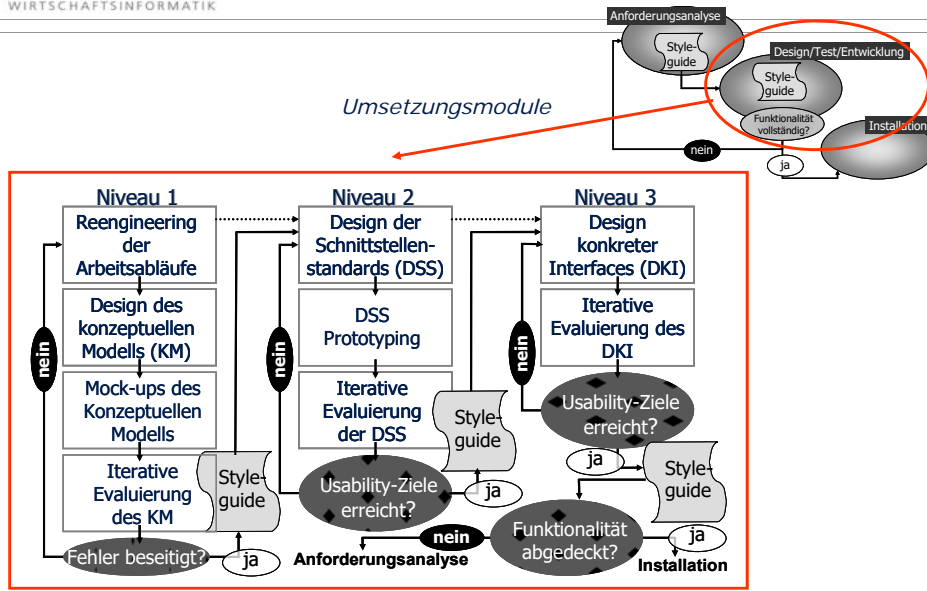 WIRTSCHAFTSINFORMATIK
Anforderungsanalyse
Style-
guide
Design/Test/Entwicklung
Style-
guide
Funktionalität
vollständig?
Installation
nein
ja
Umsetzungsmodule
Niveau 1
Reengineering
der
Arbeitsabläufe
Design des
konzeptuellen
Modells (KM)
Mock-ups des
Konzeptuellen
Modells
Iterative
Evaluierung
des KM
Fehler beseitigt?
nein
ja
Style-
guide
Niveau 2
Design der
Schnittstellen-
standards (DSS)
DSS
Prototyping
Iterative
Evaluierung
der DSS
Usability-Ziele
erreicht?
nein
ja
Style-
guide
Niveau 3
Design
konkreter
Interfaces (DKI)
Iterative
Evaluierung des
DKI
Usability-Ziele
erreicht?
nein
ja
Style-
guide
Funktionalität
abgedeckt?
nein
Anforderungsanalyse
ja
Installation